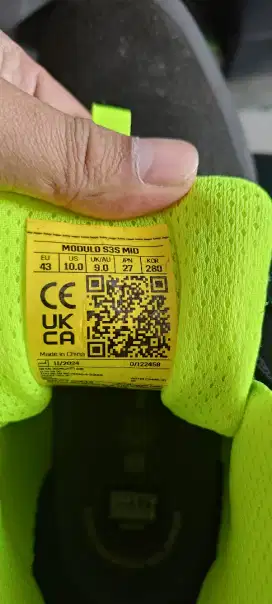 MODULO S3S MID
EU US UK/AU JPN KOR
43 10.0 9.0 27 280
CE
UK
CA
Made in China
11/2024 0/122458